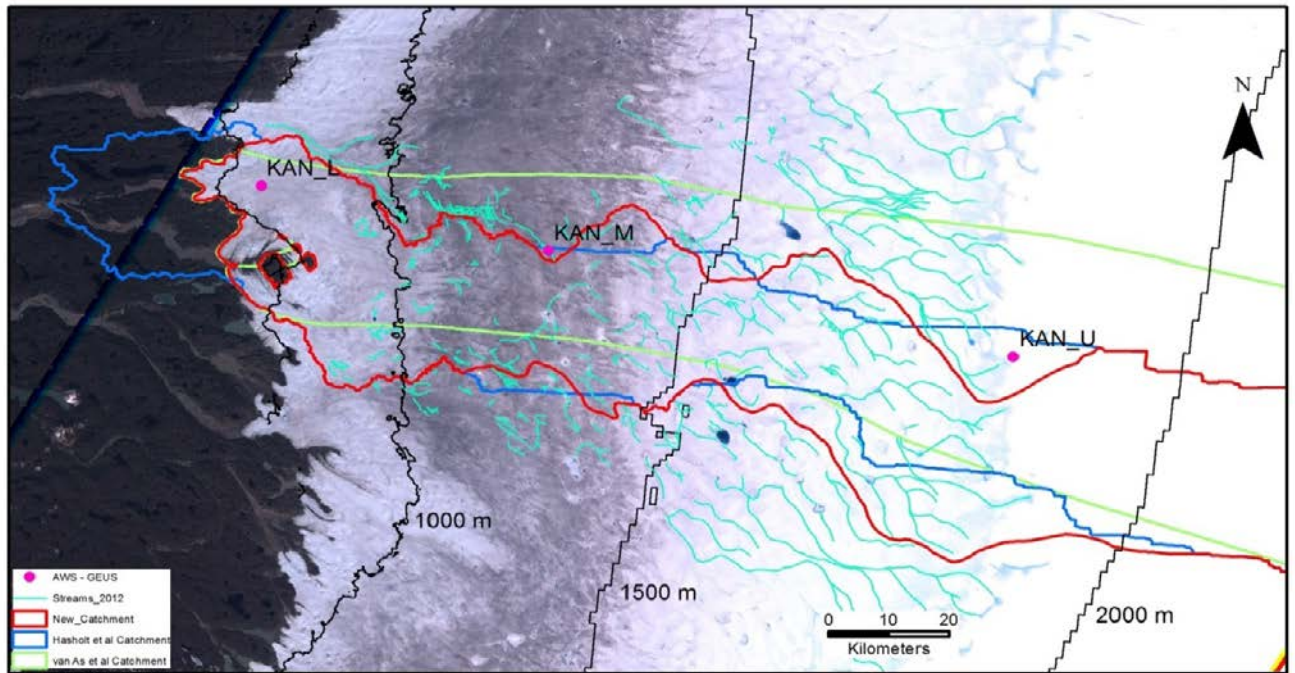 N
KAN_L
KAN_M
KAN_U
1000 m
1500 m
2000 m
AWS - GEUS
Streams_2012
New_Catchment
Hasholt et al Catchment
van As et al Catchment
0 10 20
Kilometers